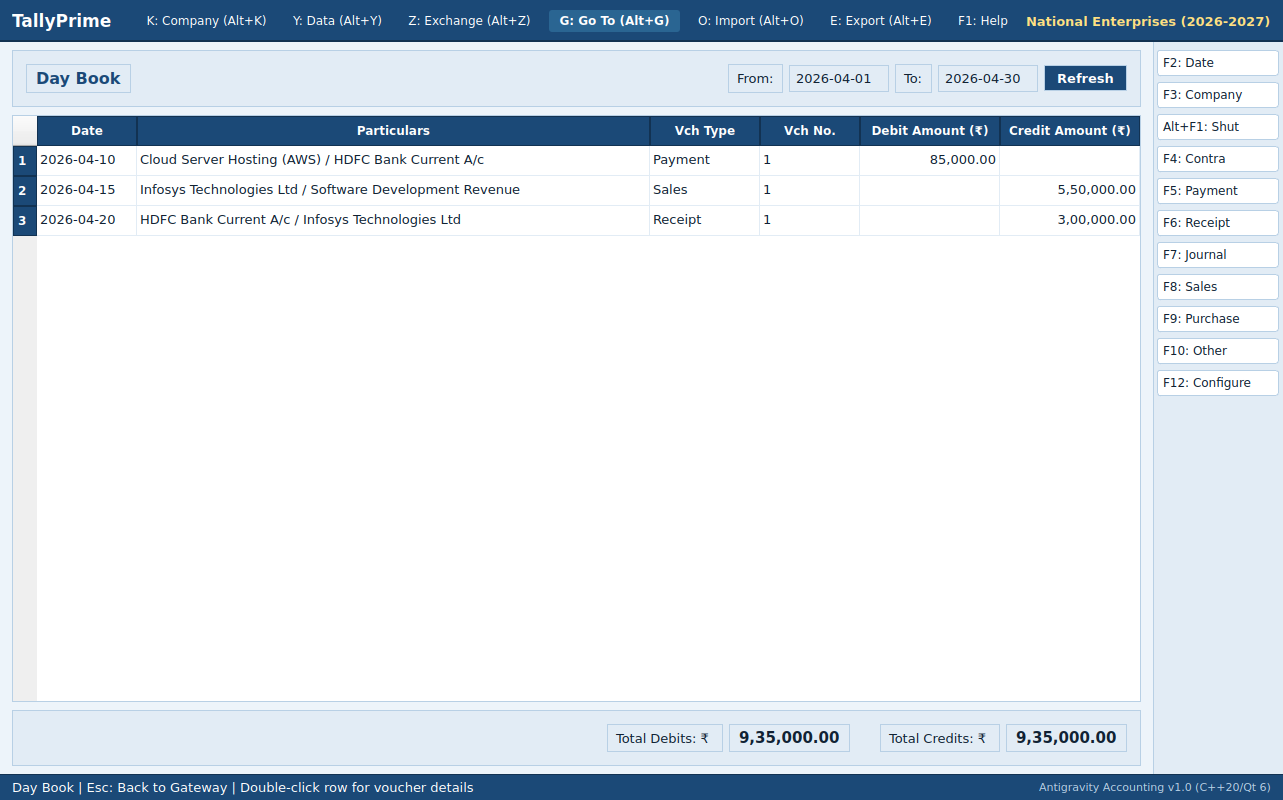 TallyPrime K: Company (Alt+K) Y: Data (Alt+Y) Z: Exchange (Alt+Z) G: Go To (Alt+G) O: Import (Alt+O) E: Export (Alt+E) F1: Help National Enterprises (2026-2027)
Day Book From: 2026-04-01 To: 2026-04-30 Refresh
Date Particulars Vch Type Vch No. Debit Amount (₹) Credit Amount (₹)
1 2026-04-10 Cloud Server Hosting (AWS) / HDFC Bank Current A/c Payment 1 85,000.00
2 2026-04-15 Infosys Technologies Ltd / Software Development Revenue Sales 1 5,50,000.00
3 2026-04-20 HDFC Bank Current A/c / Infosys Technologies Ltd Receipt 1 3,00,000.00
Total Debits: ₹ 9,35,000.00 Total Credits: ₹ 9,35,000.00
F2: Date
F3: Company
Alt+F1: Shut
F4: Contra
F5: Payment
F6: Receipt
F7: Journal
F8: Sales
F9: Purchase
F10: Other
F12: Configure
Day Book | Esc: Back to Gateway | Double-click row for voucher details Antigravity Accounting v1.0 (C++20/Qt 6)